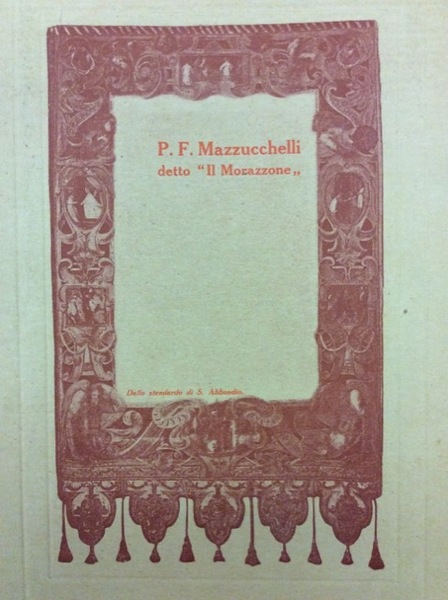 P. F. Mazzucchelli
detto “Il Morazzone„
Dallo stendardo di S. Abbondio.